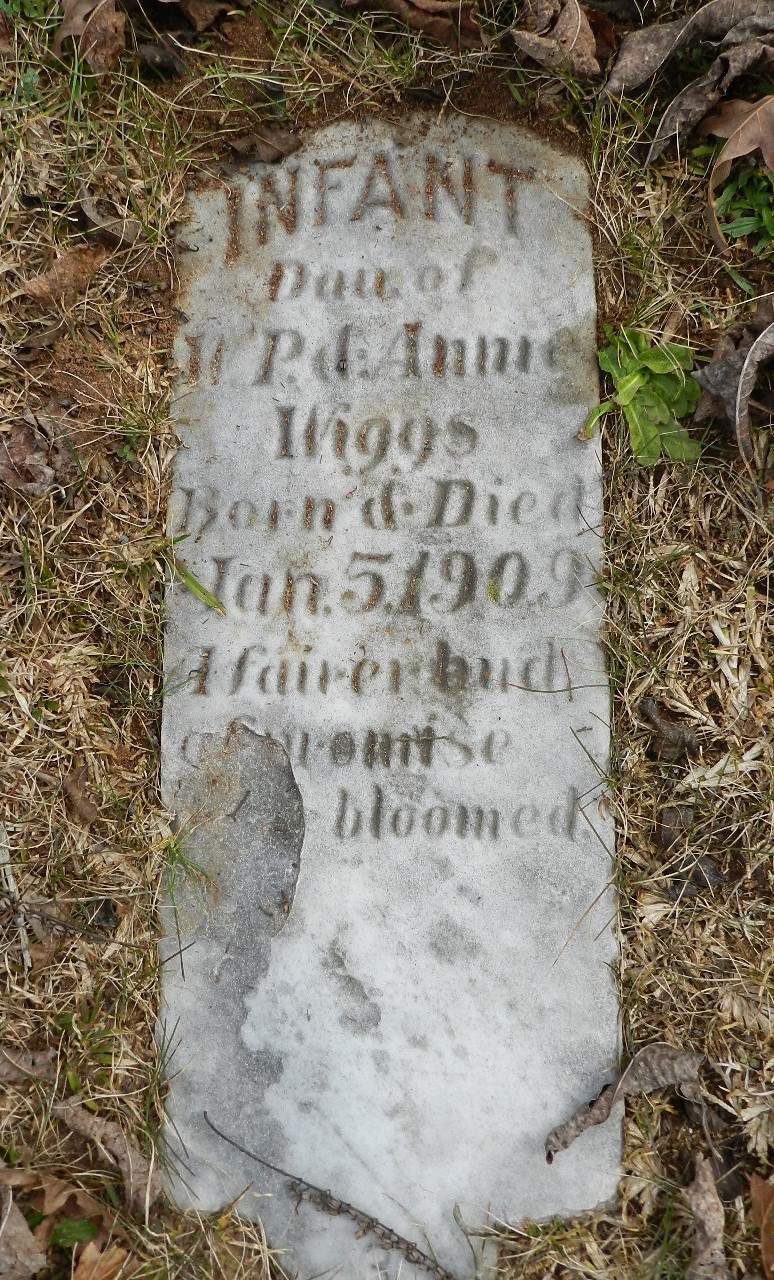 INFANT
Dau. of
W.P. & Annie
Wiggs
Born & Died
Jan. 5, 1909
A fairer bud
of promise
bloomed.